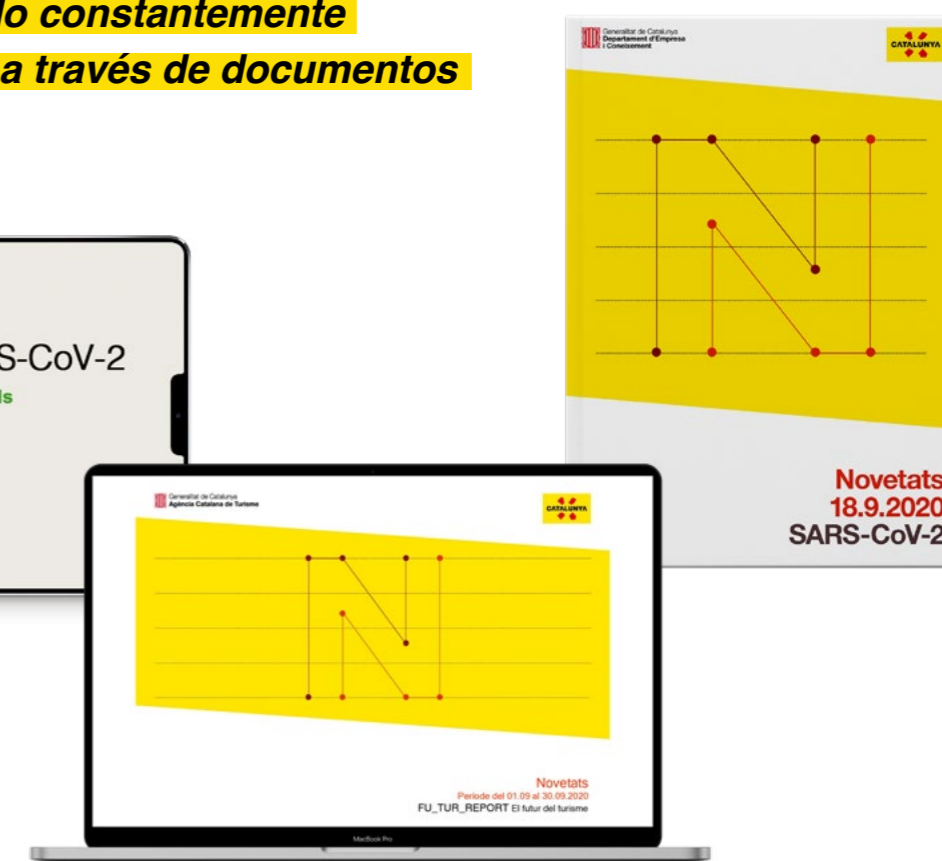 lo constantemente
a través de documentos
Generalitat de Catalunya
Departament d'Empresa
i Coneixement
CATALUNYA
Novetats
18.9.2020
SARS-CoV-2
S-CoV-2
ls
Generalitat de Catalunya
Agència Catalana de Turisme
CATALUNYA
Novetats
Període del 01.09 al 30.09.2020
FU_TUR_REPORT El futur del turisme
MacBook Pro